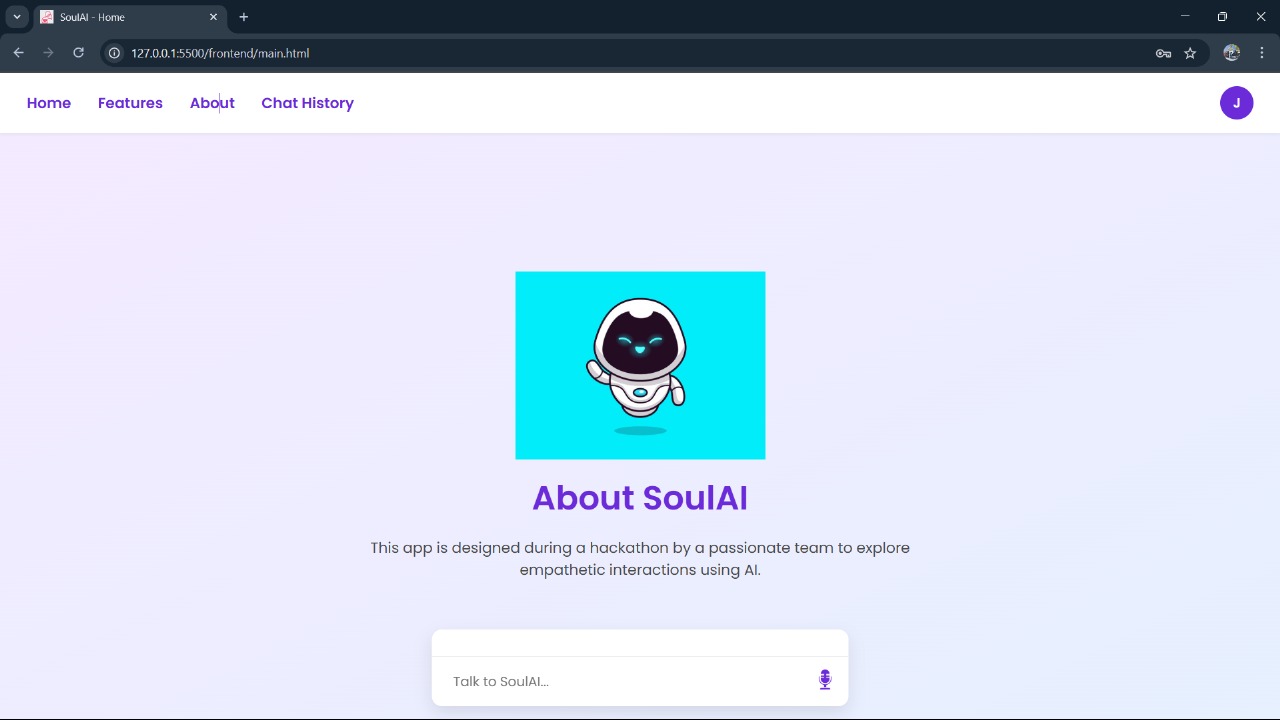 SoulAI - Home
127.0.0.1:5500/frontend/main.html
Home Features About Chat History J
About SoulAI
This app is designed during a hackathon by a passionate team to explore
empathetic interactions using AI.
Talk to SoulAI...